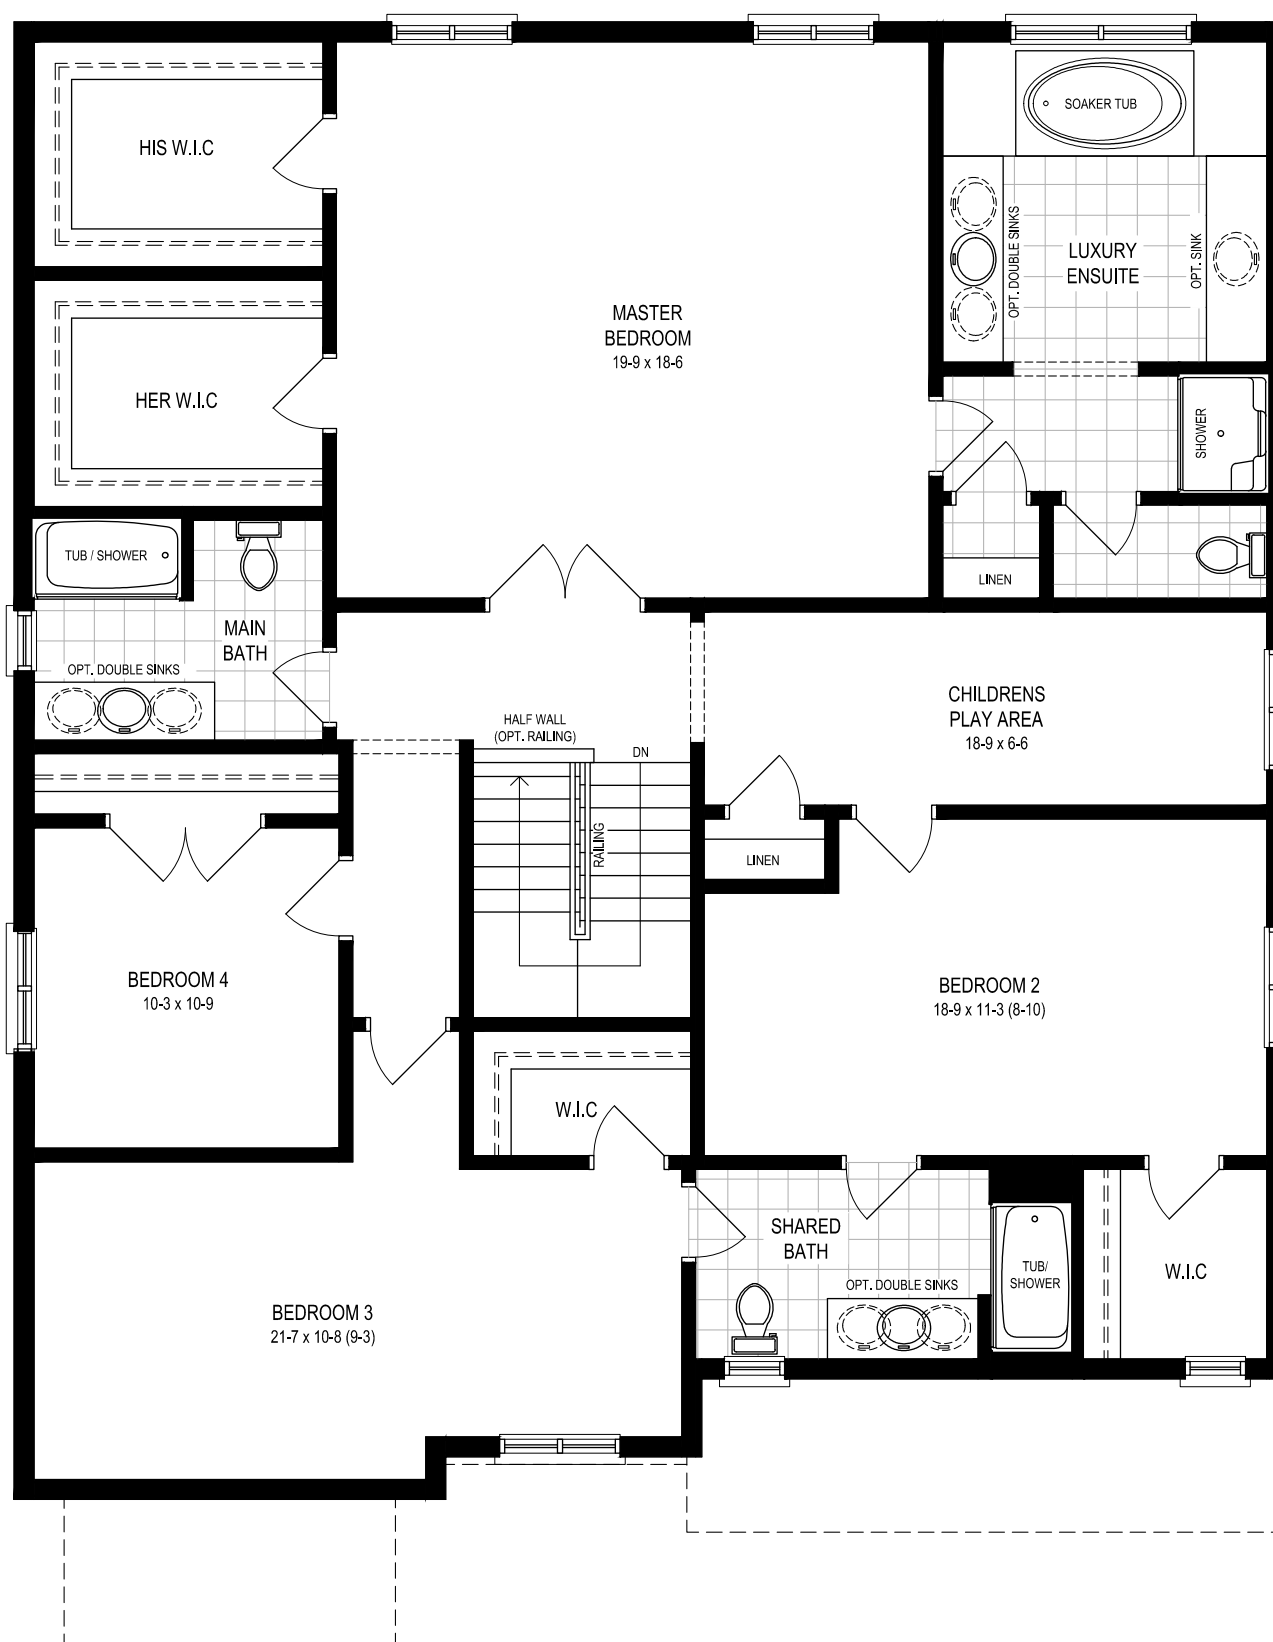 SOAKER TUB
HIS W.I.C
OPT. DOUBLE SINKS
LUXURY
ENSUITE
OPT. SINK
MASTER
BEDROOM
19-9 x 18-6
HER W.I.C
SHOWER
TUB / SHOWER
LINEN
MAIN
BATH
OPT. DOUBLE SINKS
CHILDRENS
PLAY AREA
18-9 x 6-6
HALF WALL
(OPT. RAILING)
DN
RAILING
LINEN
BEDROOM 4
10-3 x 10-9
BEDROOM 2
18-9 x 11-3 (8-10)
W.I.C
SHARED
BATH
TUB/
SHOWER
W.I.C
OPT. DOUBLE SINKS
BEDROOM 3
21-7 x 10-8 (9-3)